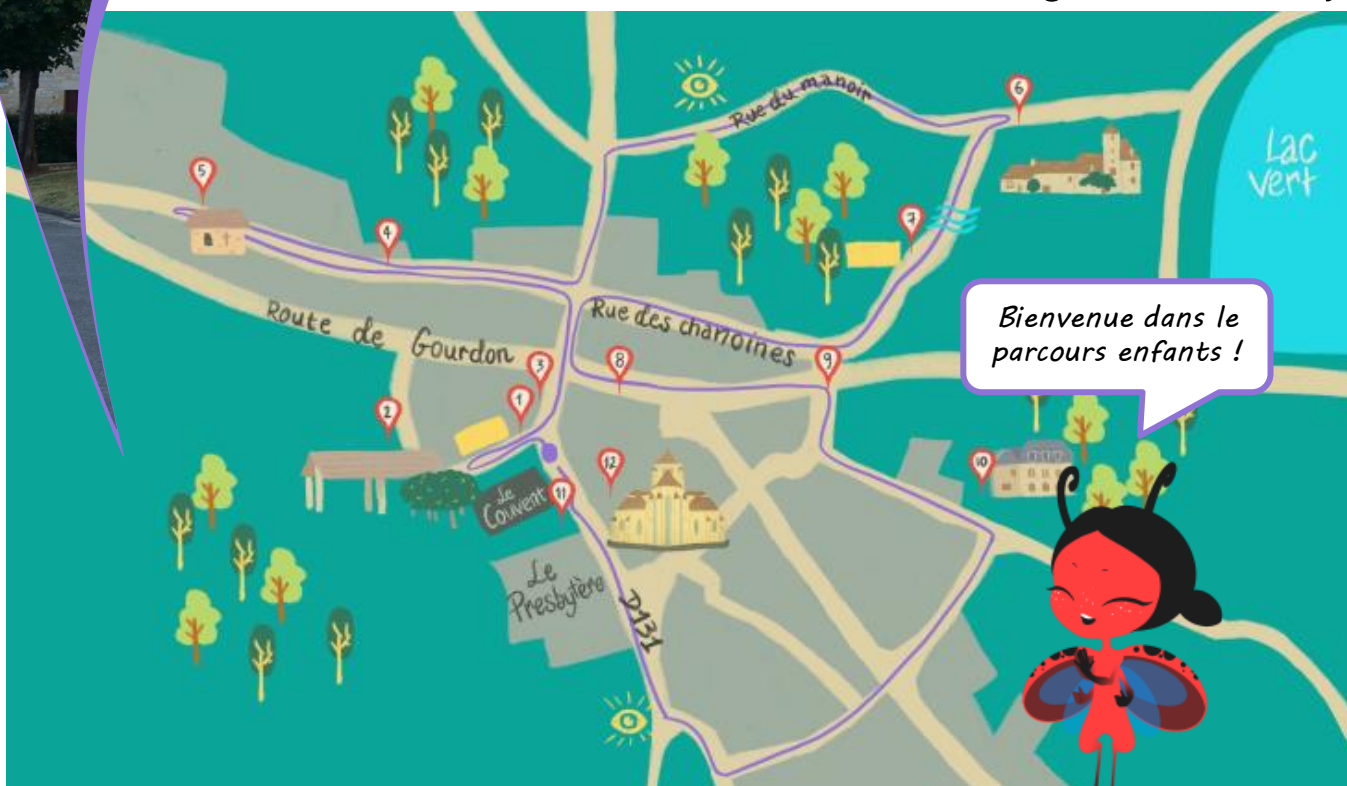 Rue du manoir
6
Lac
vert
5
4
7
Bienvenue dans le
parcours enfants !
Route de Gourdon
Rue des chanoines
3
8
9
1
2
12
10
11
Le
Couvent
Le
Presbytère
D131